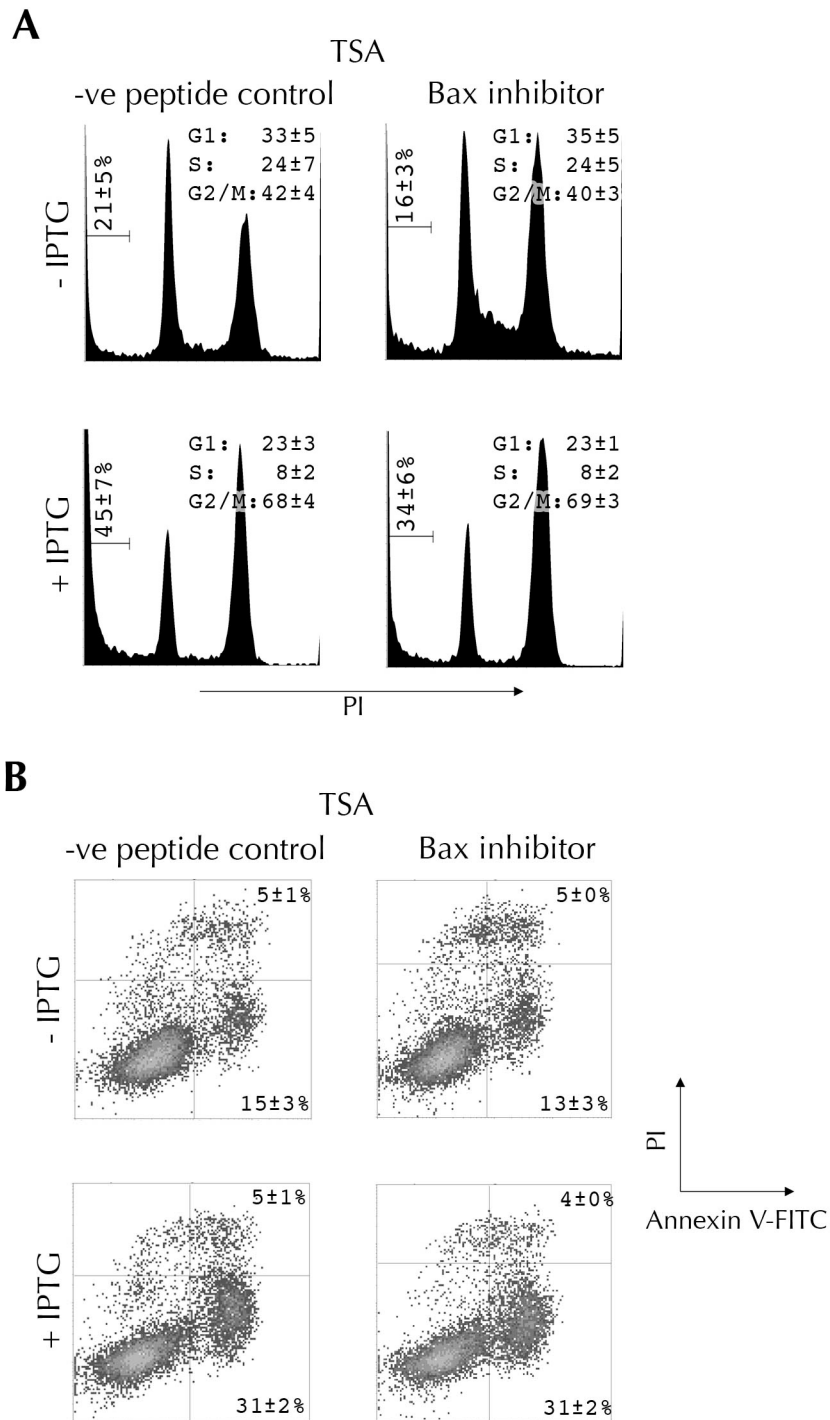 A
TSA
-ve peptide control
Bax inhibitor
- IPTG
21±5%
G1: 33±5
S: 24±7
G2/M:42±4
16±3%
G1: 35±5
S: 24±5
G2/M:40±3
+ IPTG
45±7%
G1: 23±3
S: 8±2
G2/M:68±4
34±6%
G1: 23±1
S: 8±2
G2/M:69±3
PI
B
TSA
-ve peptide control
Bax inhibitor
- IPTG
5±1%
15±3%
5±0%
13±3%
PI
Annexin V-FITC
+ IPTG
5±1%
31±2%
4±0%
31±2%